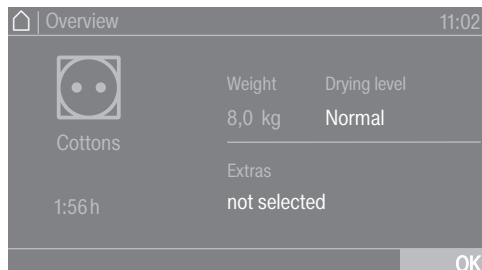 Overview 11:02
Weight Drying level
8,0 kg Normal
Cottons
Extras
1:56 h not selected
OK